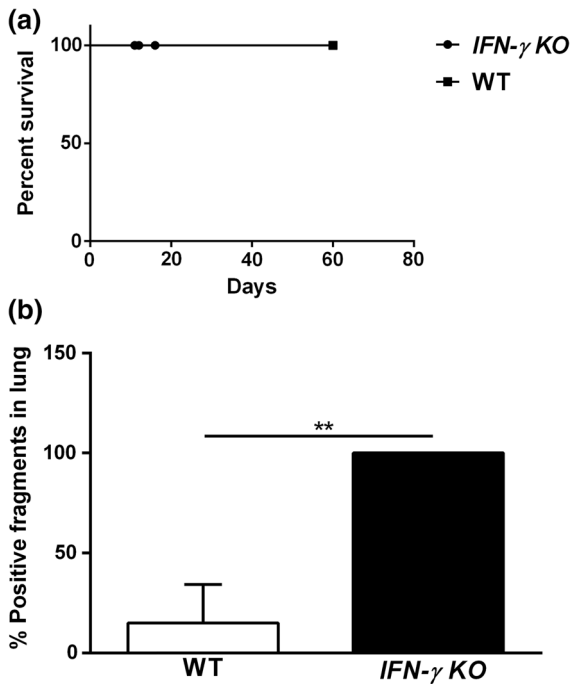 (a)
Percent survival
100
50
0
0 20 40 60 80
Days
IFN-γ KO
WT
(b)
% Positive fragments in lung
150
100
50
0
**
WT IFN-γ KO